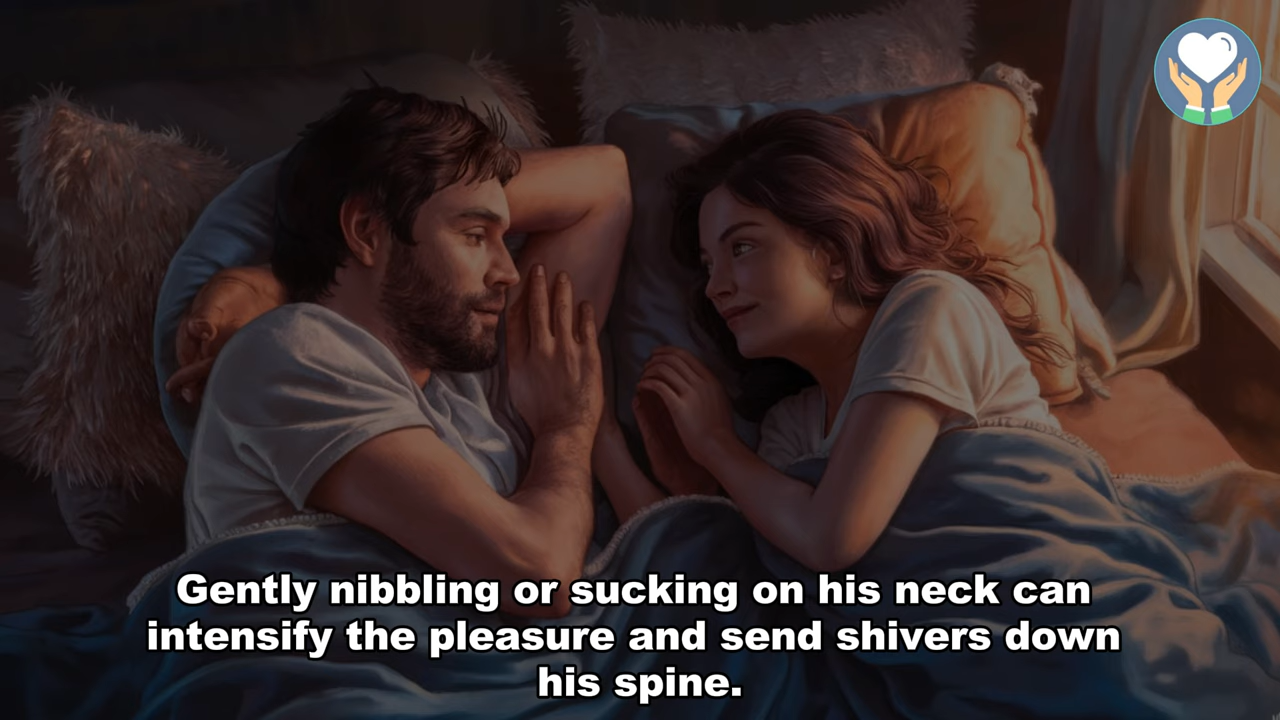 Gently nibbling or sucking on his neck can
intensify the pleasure and send shivers down
his spine.